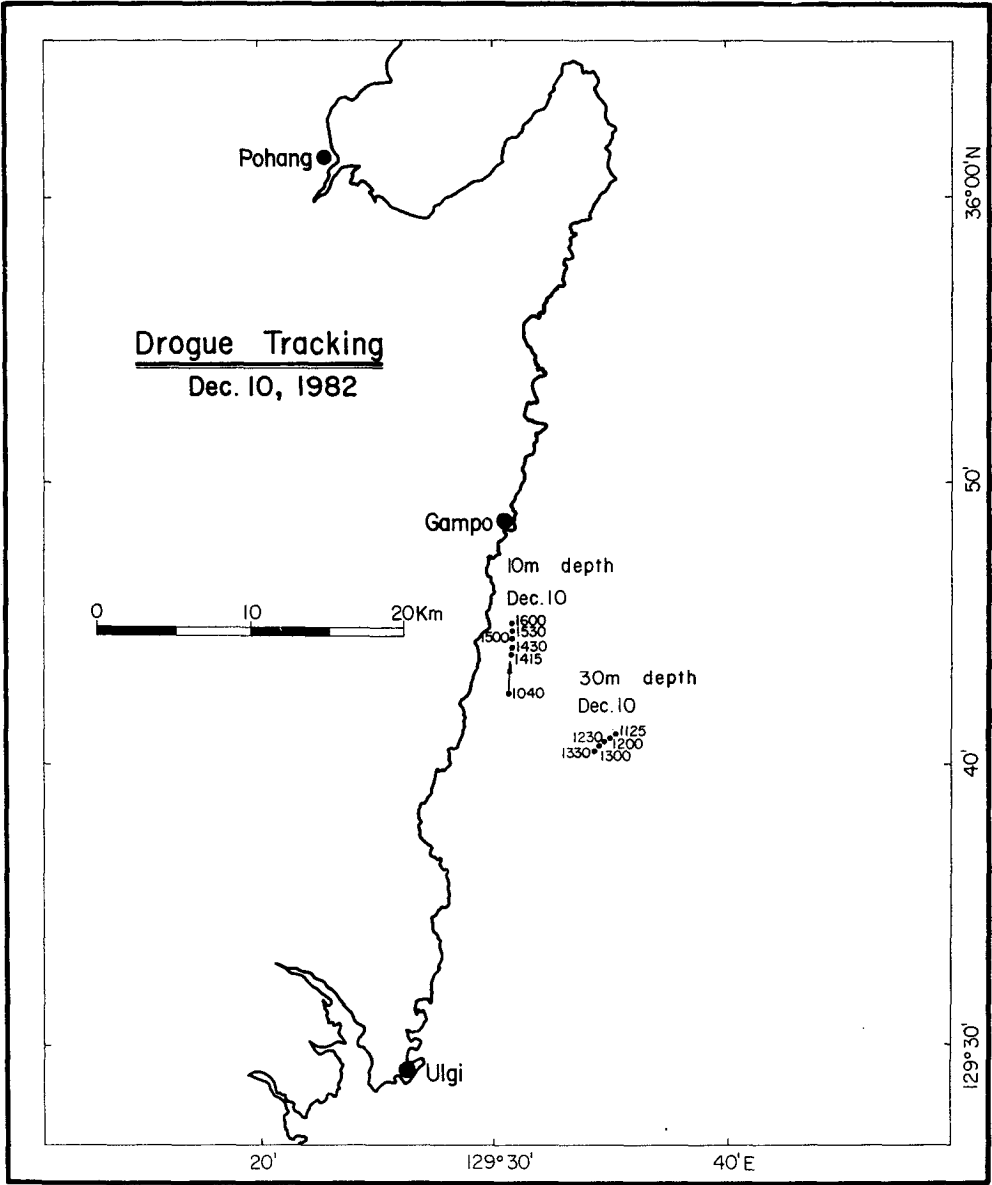 Pohang
36°00'N
Drogue Tracking
Dec. 10, 1982
50'
Gampo
10m depth
Dec. 10
0 10 20Km
1600
1530
1500
1430
1415
1040
30m depth
Dec. 10
1125
1230
1200
1330
1300
40'
129°30'
Ulgi
20'
129°30'
40'E